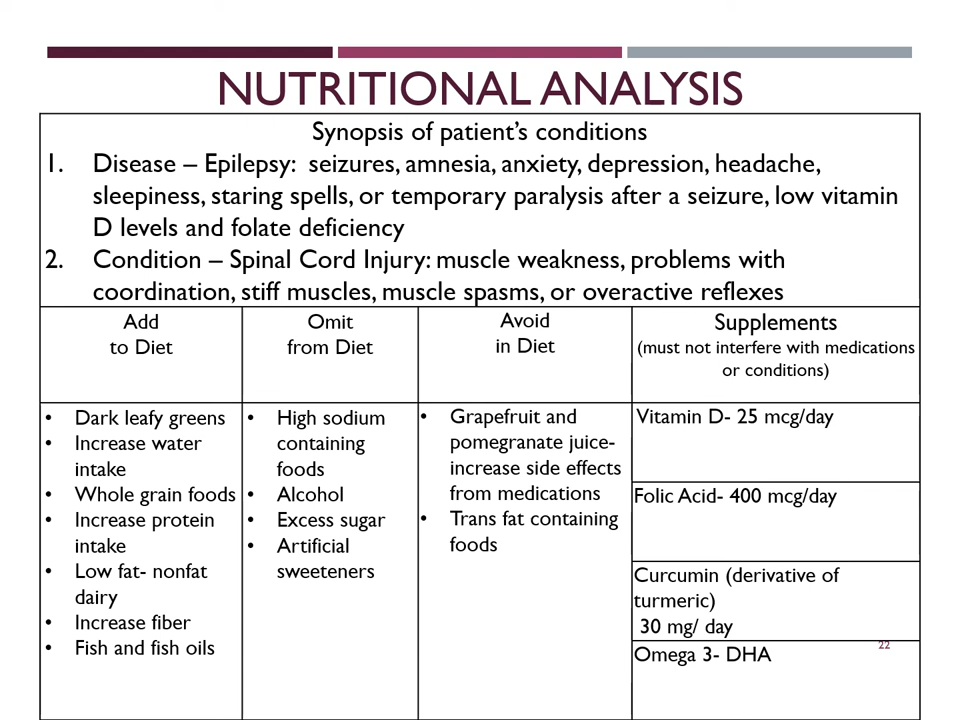 NUTRITIONAL ANALYSIS
Synopsis of patient’s conditions
1. Disease – Epilepsy: seizures, amnesia, anxiety, depression, headache,
sleepiness, staring spells, or temporary paralysis after a seizure, low vitamin
D levels and folate deficiency
2. Condition – Spinal Cord Injury: muscle weakness, problems with
coordination, stiff muscles, muscle spasms, or overactive reflexes
Add
to Diet
Omit
from Diet
Avoid
in Diet
Supplements
(must not interfere with medications
or conditions)
• Dark leafy greens
• Increase water
intake
• Whole grain foods
• Increase protein
intake
• Low fat- nonfat
dairy
• Increase fiber
• Fish and fish oils
• High sodium
containing
foods
• Alcohol
• Excess sugar
• Artificial
sweeteners
• Grapefruit and
pomegranate juice-
increase side effects
from medications
• Trans fat containing
foods
Vitamin D- 25 mcg/day
Folic Acid- 400 mcg/day
Curcumin (derivative of
turmeric)
30 mg/ day
Omega 3- DHA
22